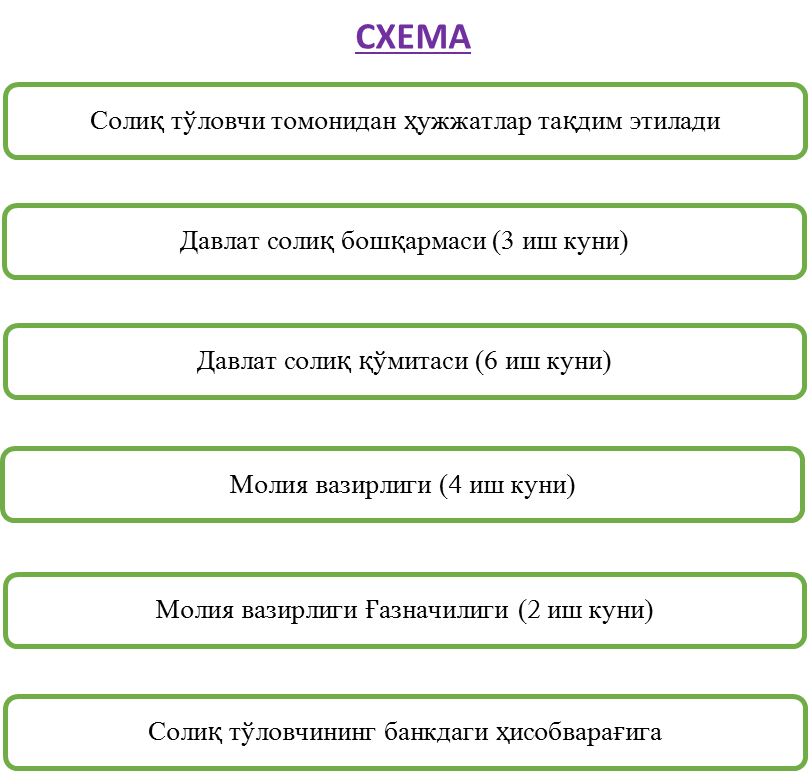 СХЕМА
Солиқ тўловчи томонидан ҳужжатлар тақдим этилади
Давлат солиқ бошқармаси (3 иш куни)
Давлат солиқ қўмитаси (6 иш куни)
Молия вазирлиги (4 иш куни)
Молия вазирлиги Ғазначилиги (2 иш куни)
Солиқ тўловчининг банкдаги ҳисобварағига